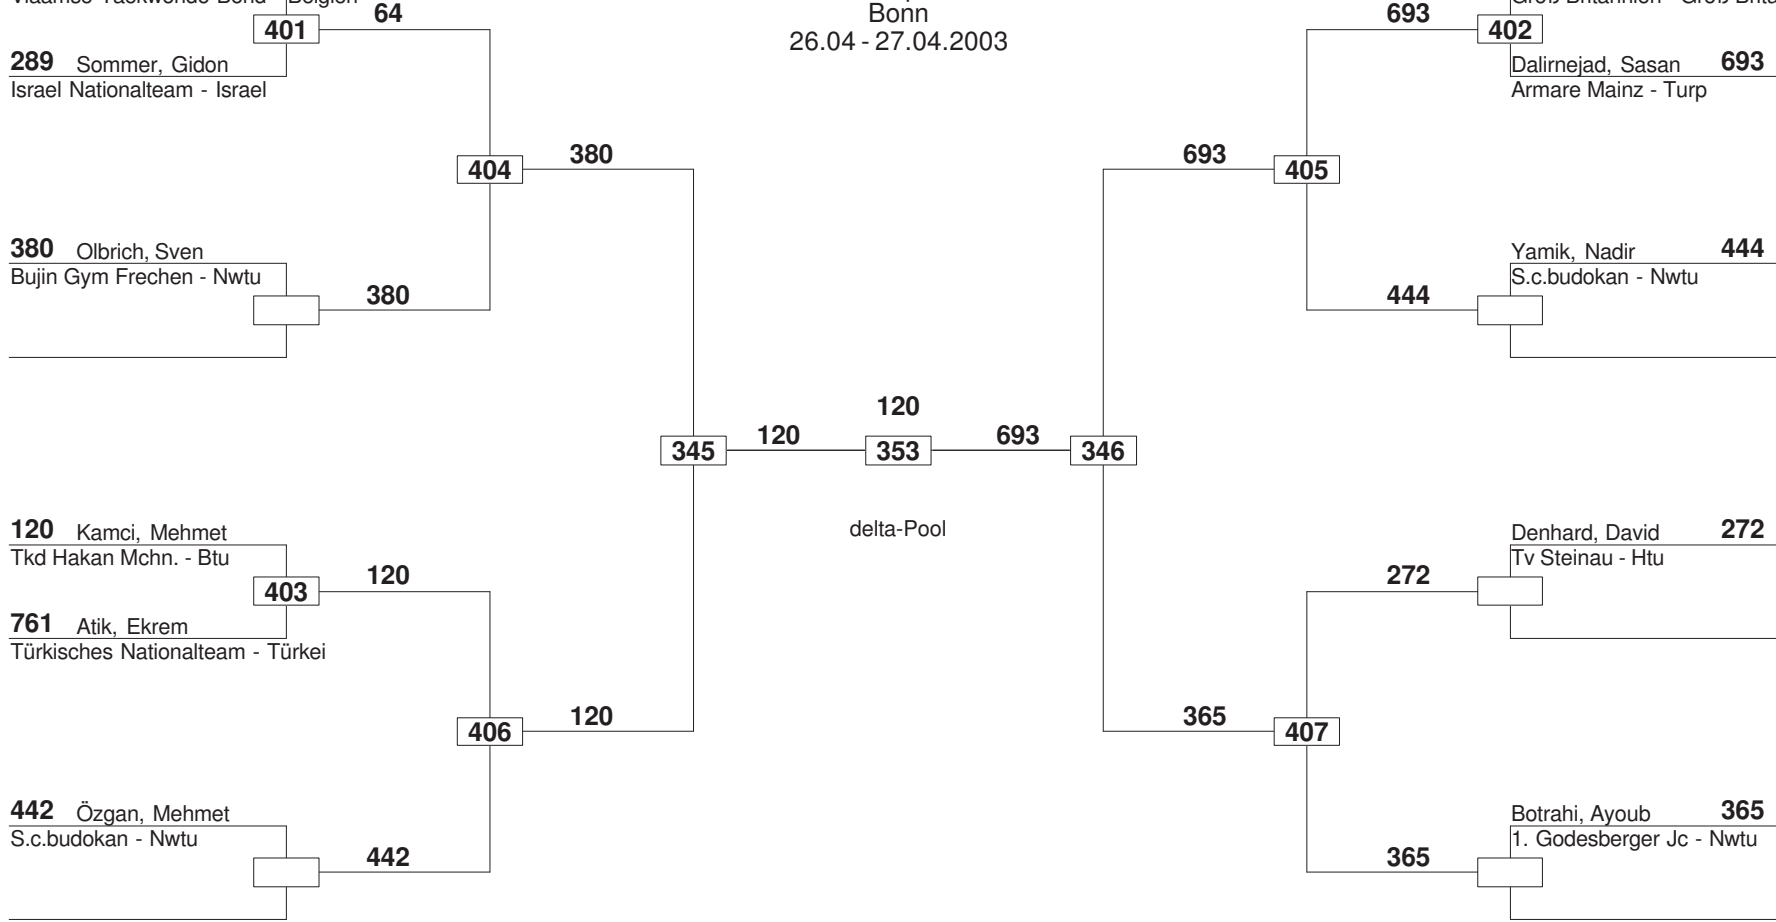 64
401
289 Sommer, Gidon
Israel Nationalteam - Israel
404
380
380 Olbrich, Sven
Bujin Gym Frechen - Nwtu
380
345
120
120 Kamci, Mehmet
Tkd Hakan Mchn. - Btu
403
120
761 Atik, Ekrem
Türkisches Nationalteam - Türkei
406
120
442 Özgan, Mehmet
S.c.budokan - Nwtu
442
Bonn
26.04 - 27.04.2003
120
353
delta-Pool
693
402
Dalirnejad, Sasan 693
Armare Mainz - Turp
693
405
Yamik, Nadir 444
S.c.budokan - Nwtu
444
693
346
Denhard, David 272
Tv Steinau - Htu
272
365
407
Botrahi, Ayoub 365
1. Godesberger Jc - Nwtu
365